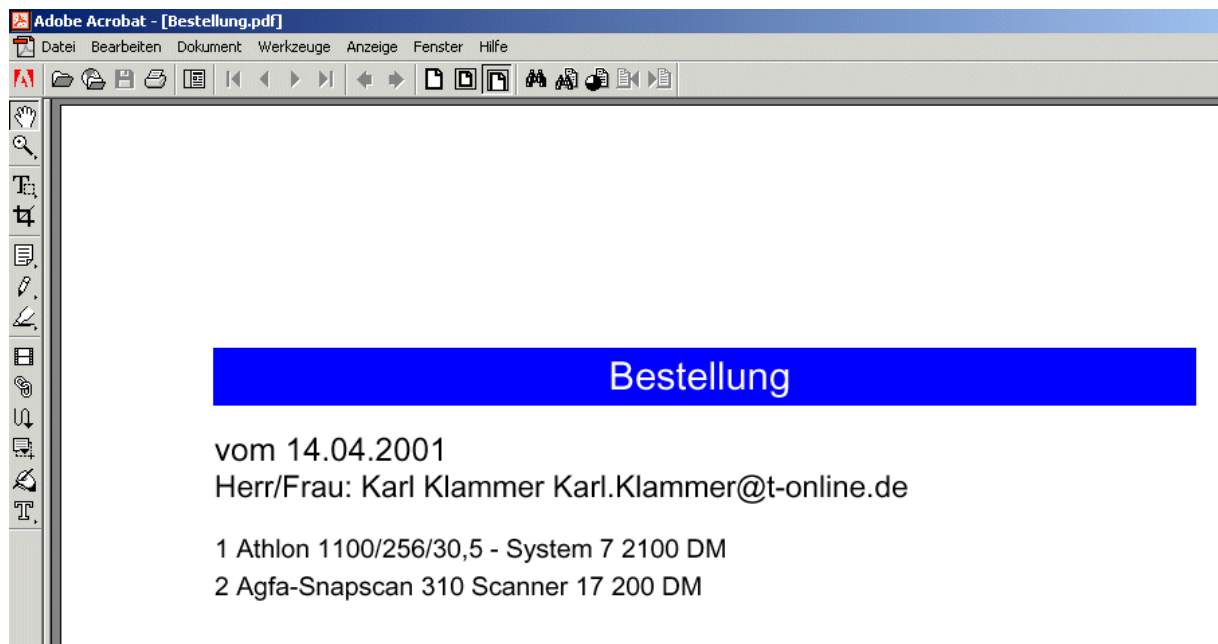 Adobe Acrobat - [Bestellung.pdf]
Datei Bearbeiten Dokument Werkzeuge Anzeige Fenster Hilfe
Bestellung
vom 14.04.2001
Herr/Frau: Karl Klammer Karl.Klammer@t-online.de
1 Athlon 1100/256/30,5 - System 7 2100 DM
2 Agfa-Snapscan 310 Scanner 17 200 DM